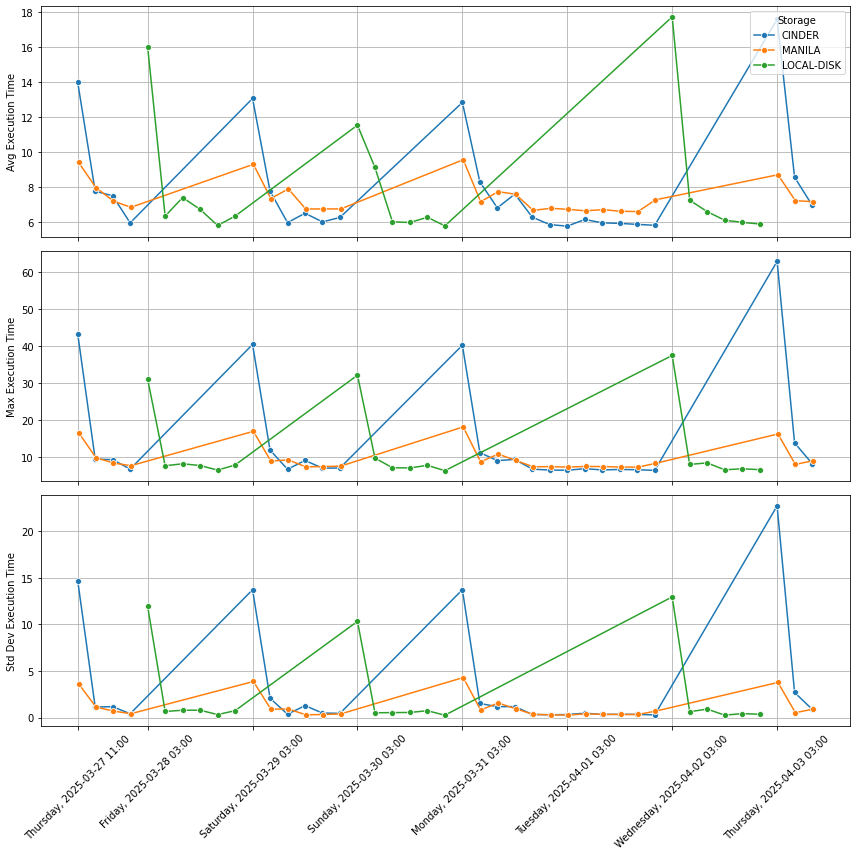 18
16
14
12
10
8
6
Avg Execution Time
Storage
CINDER
MANILA
LOCAL-DISK
60
50
40
30
20
10
Max Execution Time
20
15
10
5
0
Std Dev Execution Time
Thursday, 2025-03-27 11:00
Friday, 2025-03-28 03:00
Saturday, 2025-03-29 03:00
Sunday, 2025-03-30 03:00
Monday, 2025-03-31 03:00
Tuesday, 2025-04-01 03:00
Wednesday, 2025-04-02 03:00
Thursday, 2025-04-03 03:00